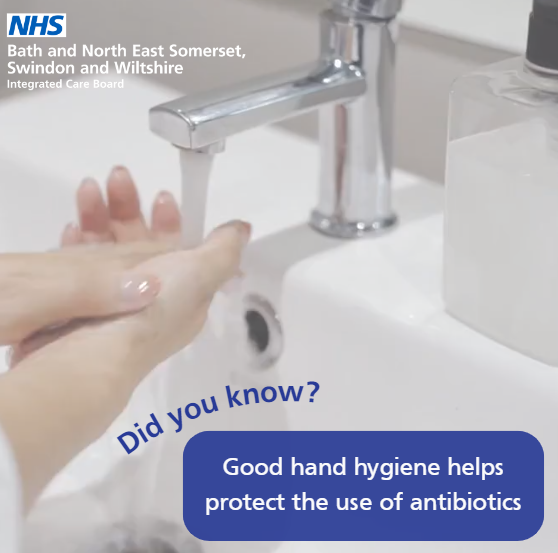 NHS
Bath and North East Somerset,
Swindon and Wiltshire
Integrated Care Board
Did you know?
Good hand hygiene helps
protect the use of antibiotics